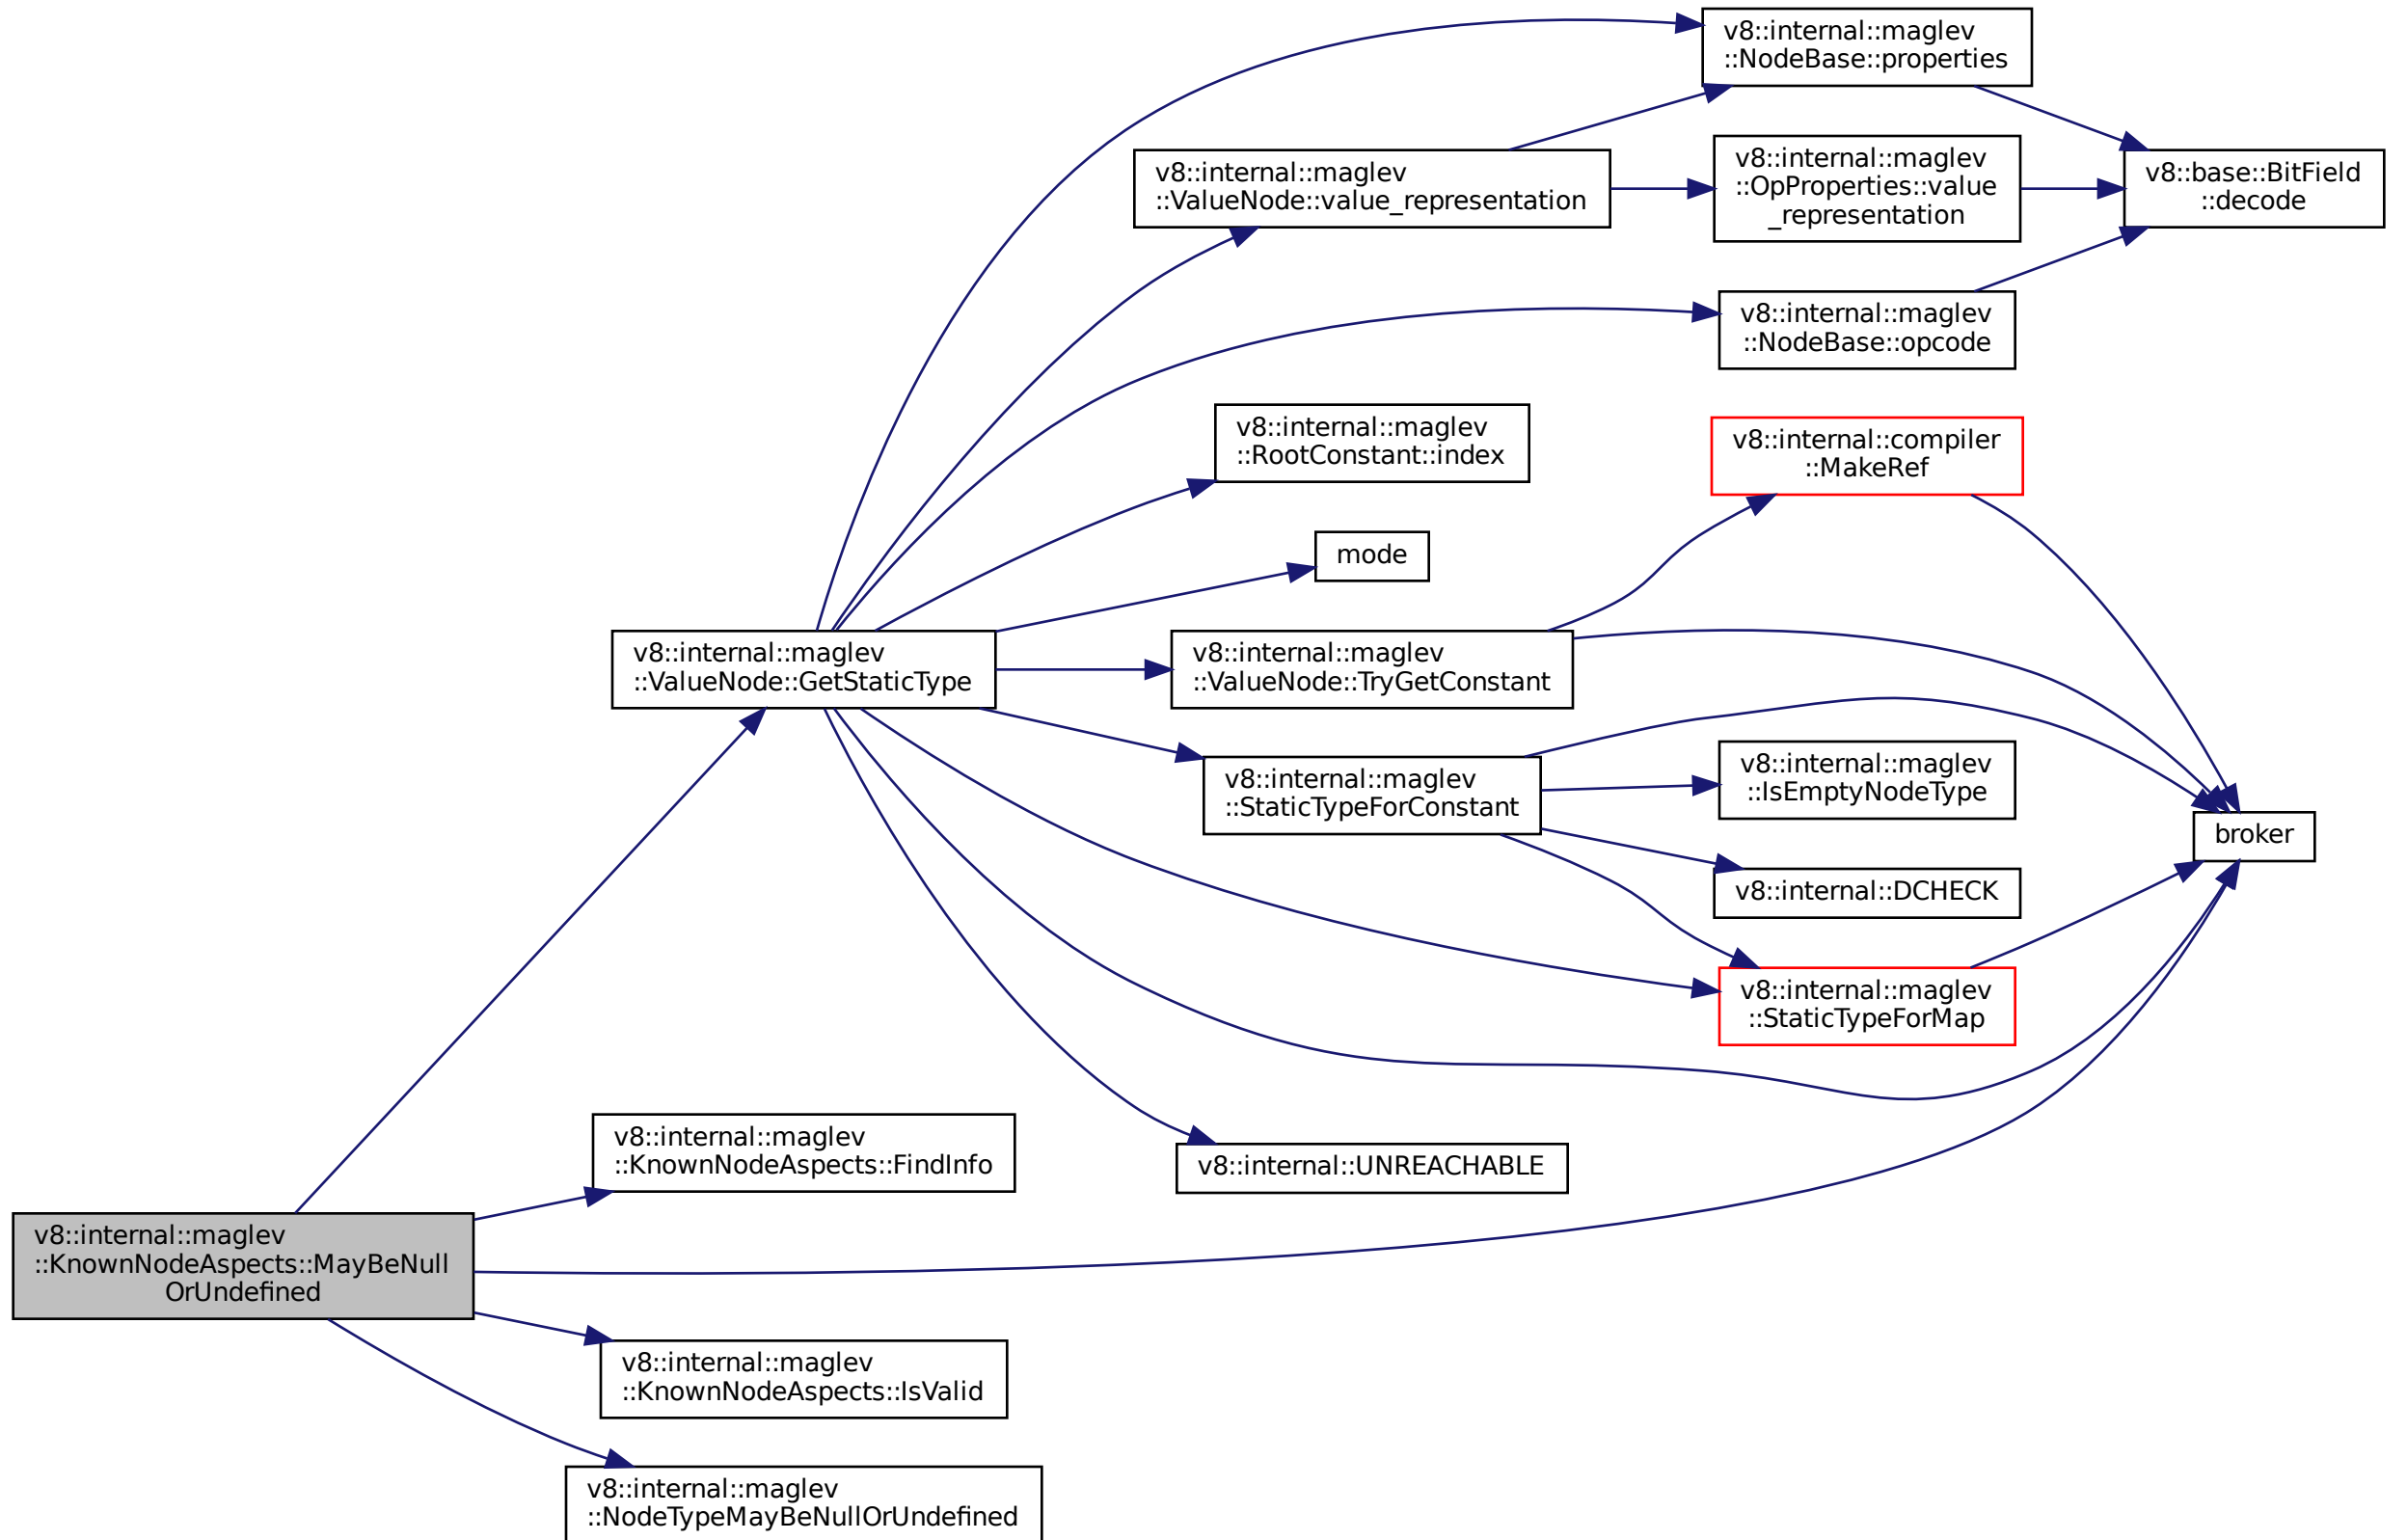 v8::internal::maglev
::NodeBase::properties
v8::internal::maglev
::ValueNode::value_representation
v8::internal::maglev
::OpProperties::value
_representation
v8::base::BitField
::decode
v8::internal::maglev
::NodeBase::opcode
v8::internal::maglev
::RootConstant::index
v8::internal::compiler
::MakeRef
mode
v8::internal::maglev
::ValueNode::GetStaticType
v8::internal::maglev
::ValueNode::TryGetConstant
v8::internal::maglev
::StaticTypeForConstant
v8::internal::maglev
::IsEmptyNodeType
broker
v8::internal::DCHECK
v8::internal::maglev
::StaticTypeForMap
v8::internal::maglev
::KnownNodeAspects::FindInfo
v8::internal::UNREACHABLE
v8::internal::maglev
::KnownNodeAspects::MayBeNull
OrUndefined
v8::internal::maglev
::KnownNodeAspects::IsValid
v8::internal::maglev
::NodeTypeMayBeNullOrUndefined